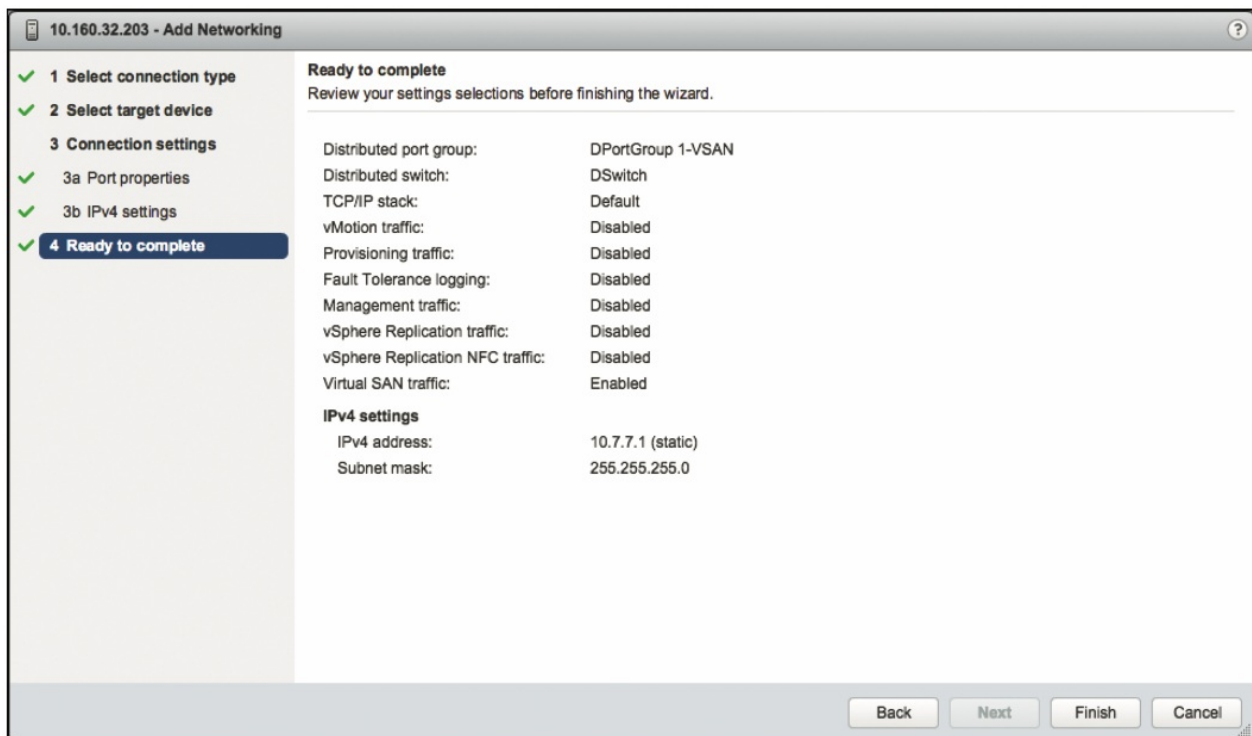 10.160.32.203 - Add Networking
?
1 Select connection type
2 Select target device
3 Connection settings
3a Port properties
3b IPv4 settings
4 Ready to complete
Ready to complete
Review your settings selections before finishing the wizard.
Distributed port group: DPortGroup 1-VSAN
Distributed switch: DSwitch
TCP/IP stack: Default
vMotion traffic: Disabled
Provisioning traffic: Disabled
Fault Tolerance logging: Disabled
Management traffic: Disabled
vSphere Replication traffic: Disabled
vSphere Replication NFC traffic: Disabled
Virtual SAN traffic: Enabled
IPv4 settings
IPv4 address: 10.7.7.1 (static)
Subnet mask: 255.255.255.0
Back Next Finish Cancel